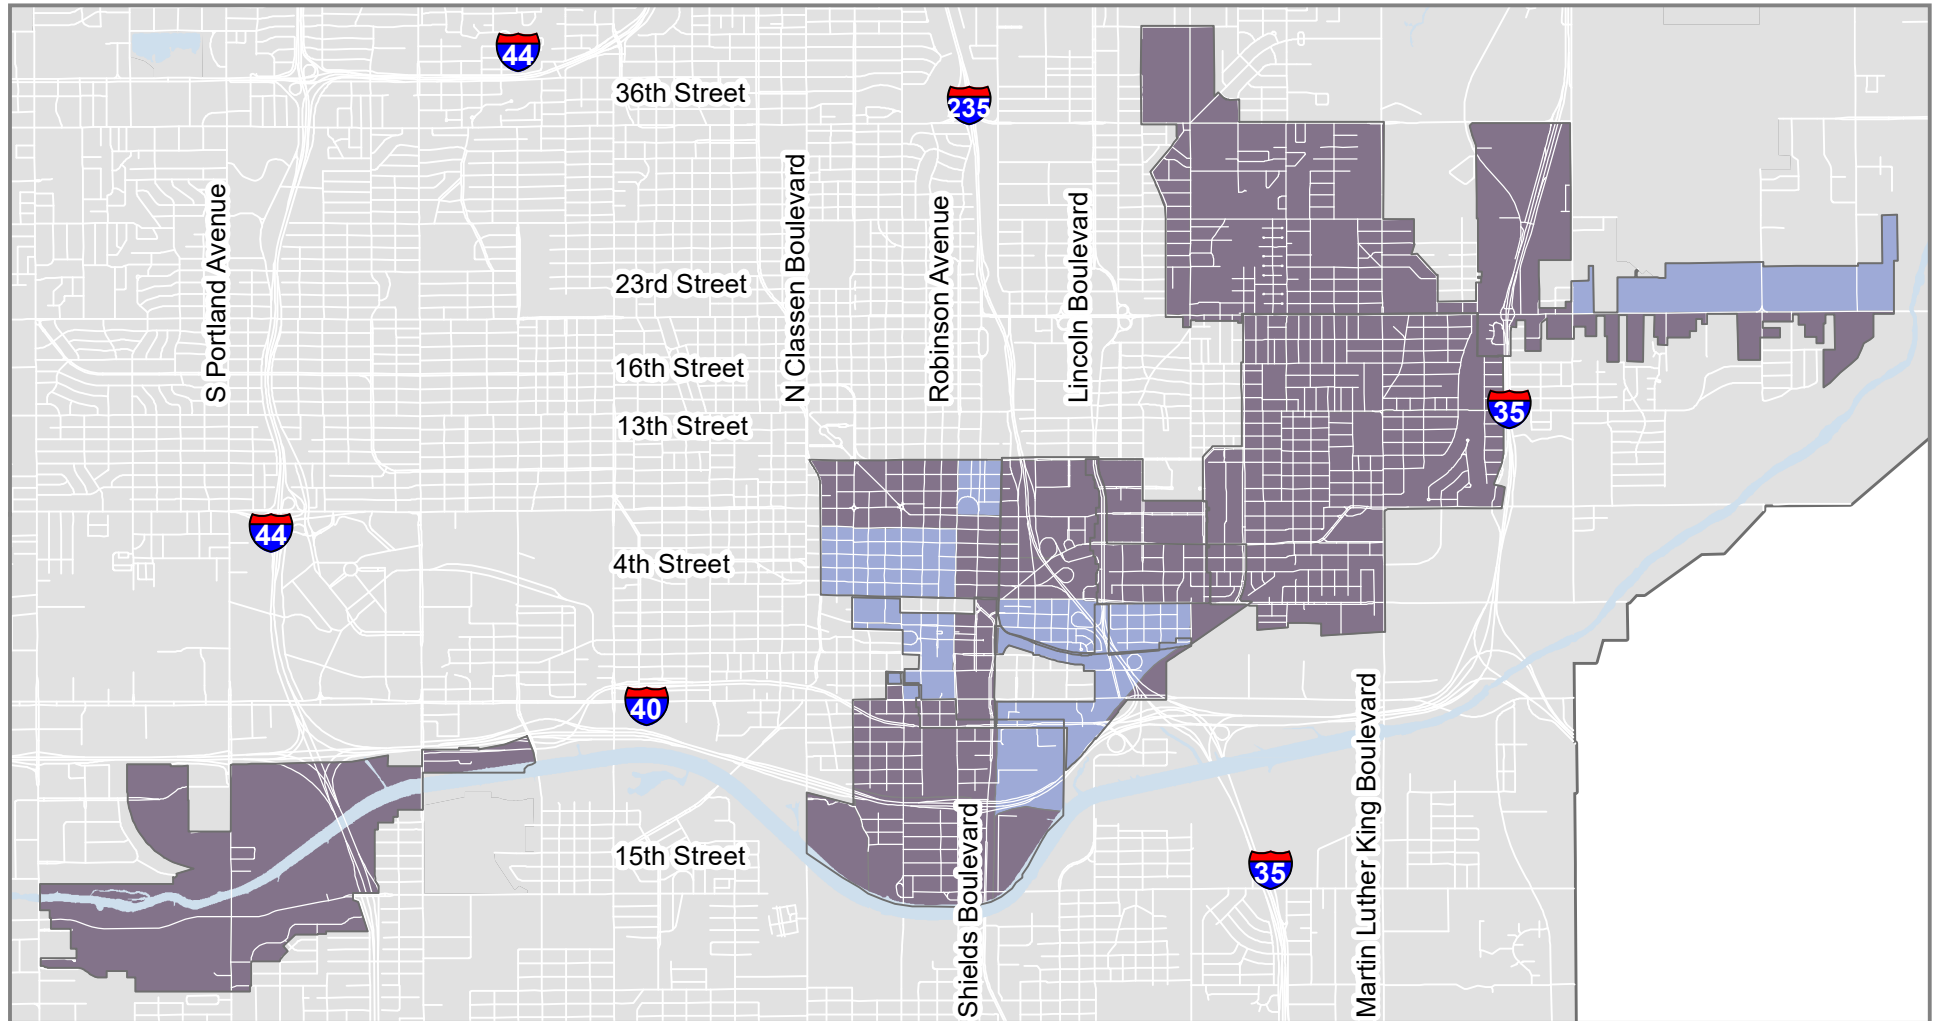 44
36th Street
235
S Portland Avenue
N Classen Boulevard
Robinson Avenue
Lincoln Boulevard
23rd Street
16th Street
13th Street
35
44
4th Street
40
15th Street
Shields Boulevard
35
Martin Luther King Boulevard